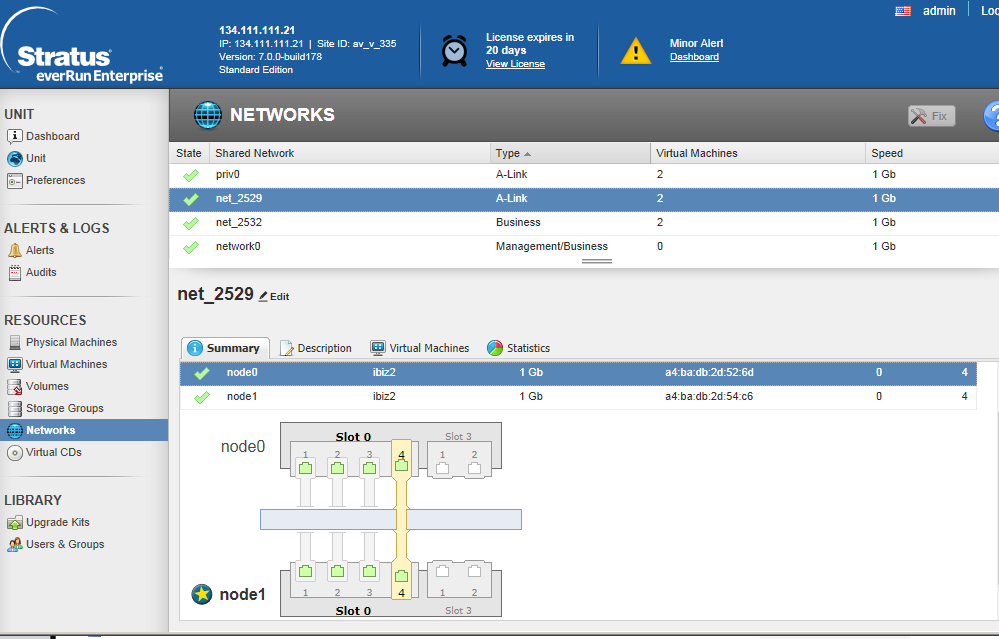 admin
Stratus
everRun Enterprise
134.111.111.21
IP: 134.111.111.21 | Site ID: av_v_335
Version: 7.0.0-build178
Standard Edition
License expires in
20 days
View License
Minor Alert
Dashboard
UNIT
Dashboard
Unit
Preferences
ALERTS & LOGS
Alerts
Audits
RESOURCES
Physical Machines
Virtual Machines
Volumes
Storage Groups
Networks
Virtual CDs
LIBRARY
Upgrade Kits
Users & Groups
NETWORKS
Fix
State Shared Network Type Virtual Machines Speed
priv0 A-Link 2 1 Gb
net_2529 A-Link 2 1 Gb
net_2532 Business 2 1 Gb
network0 Management/Business 0 1 Gb
net_2529 Edit
Summary Description Virtual Machines Statistics
node0 ibiz2 1 Gb a4:ba:db:2d:52:6d 0 4
node1 ibiz2 1 Gb a4:ba:db:2d:54:c6 0 4
node0
Slot 0 Slot 3
1 2 3 4 1 2
node1
1 2 3 4 1 2
Slot 0 Slot 3